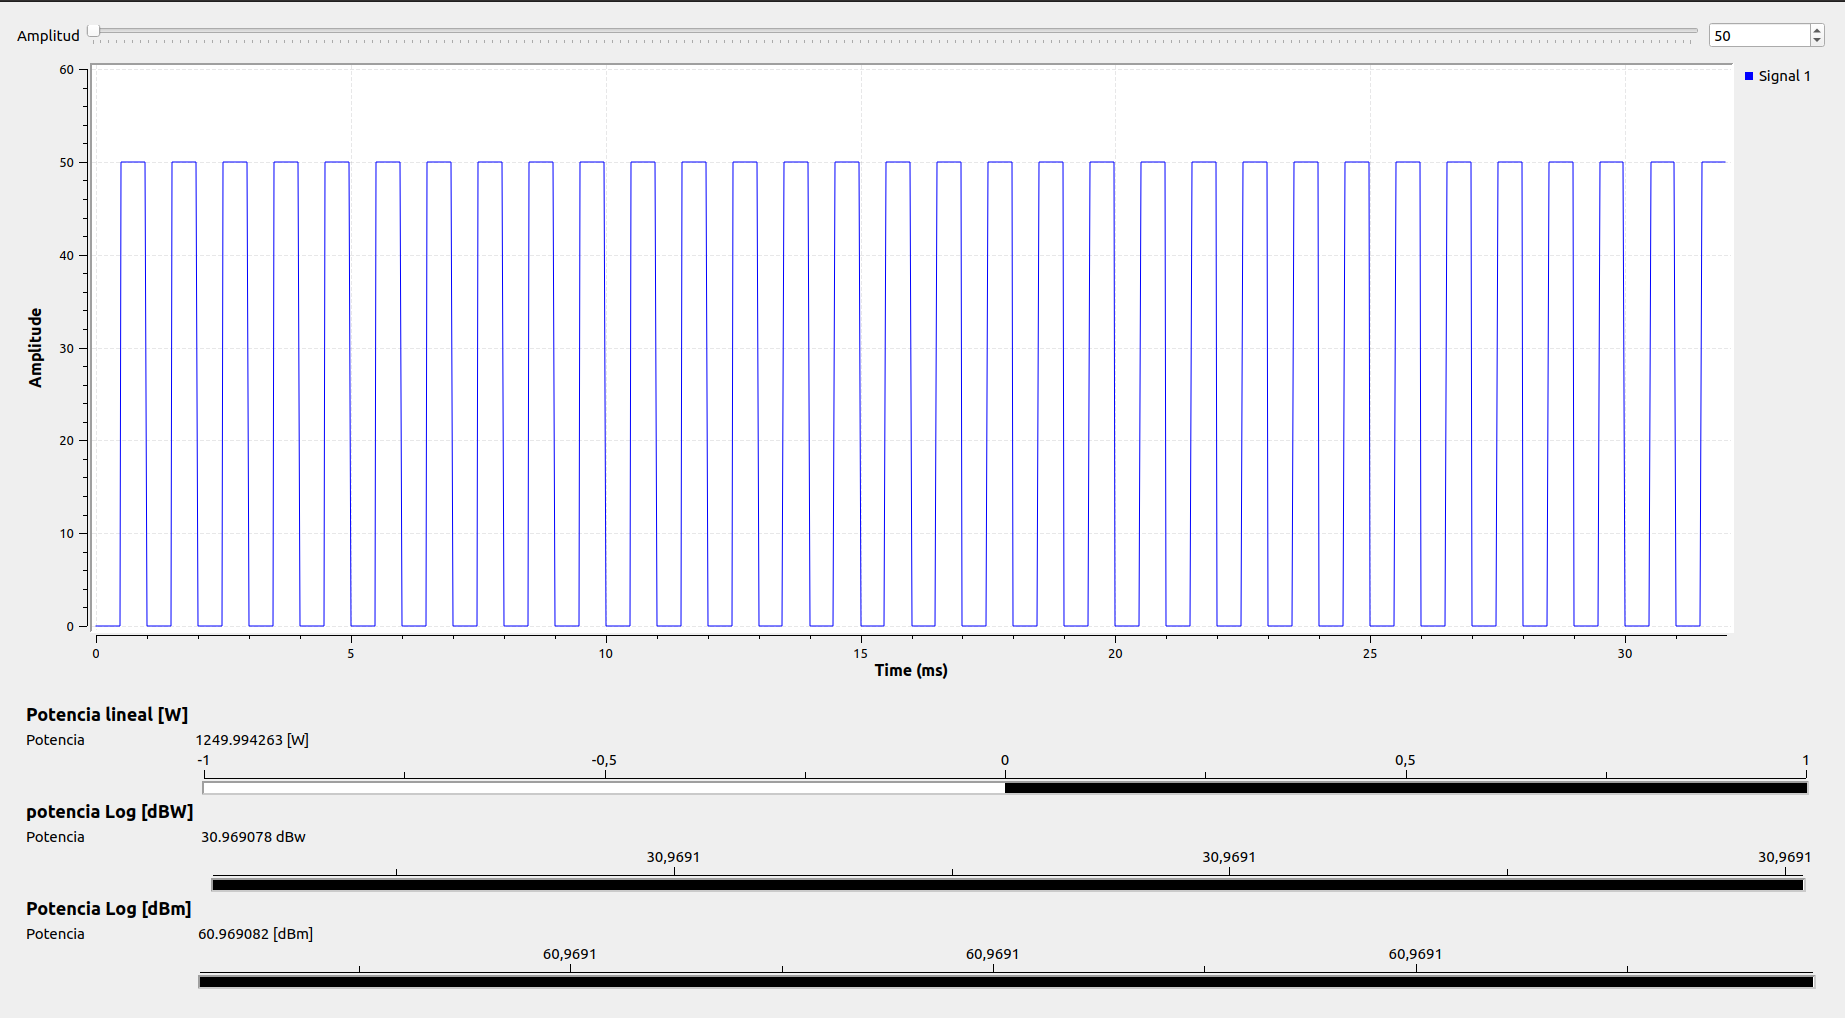 Amplitud
50
Signal 1
60
50
40
30
20
10
0
Amplitude
0 5 10 15 20 25 30
Time (ms)
Potencia lineal [W]
Potencia 1249.994263 [W]
-1 -0,5 0 0,5 1
potencia Log [dBW]
Potencia 30.969078 dBw
30,9691 30,9691 30,9691
Potencia Log [dBm]
Potencia 60.969082 [dBm]
60,9691 60,9691 60,9691